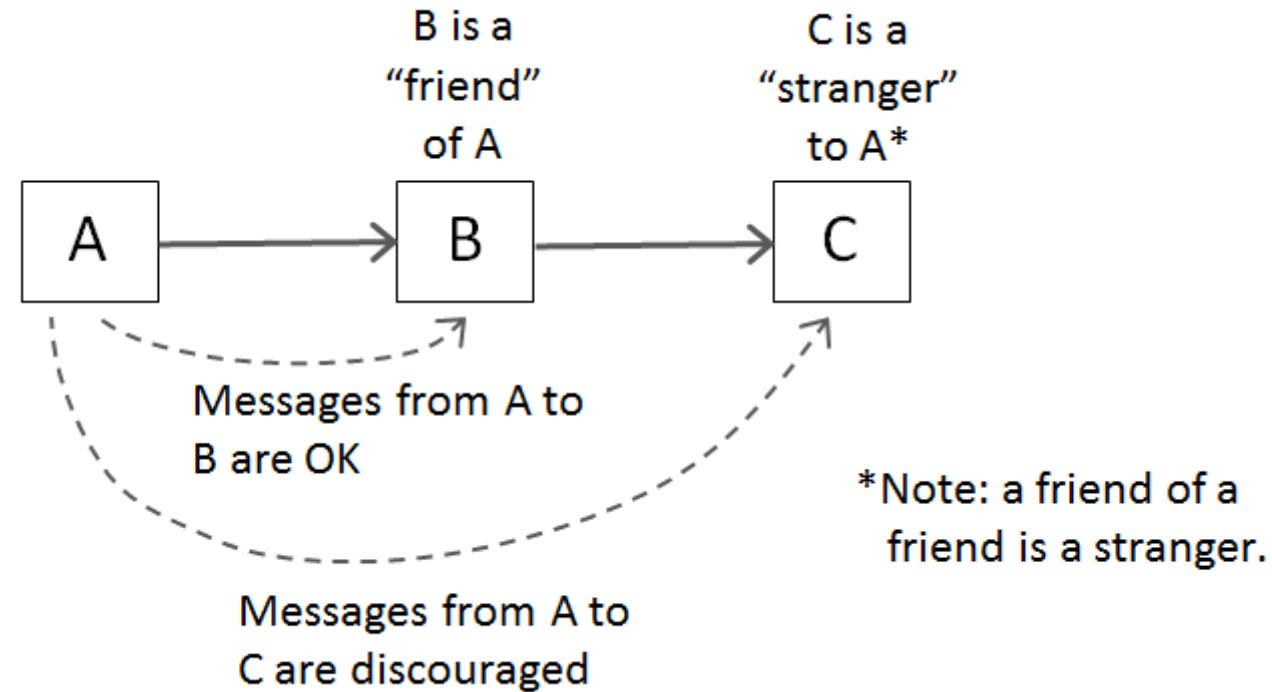 B is a
“friend”
of A
C is a
“stranger”
to A*
A
B
C
Messages from A to
B are OK
*Note: a friend of a
friend is a stranger.
Messages from A to
C are discouraged